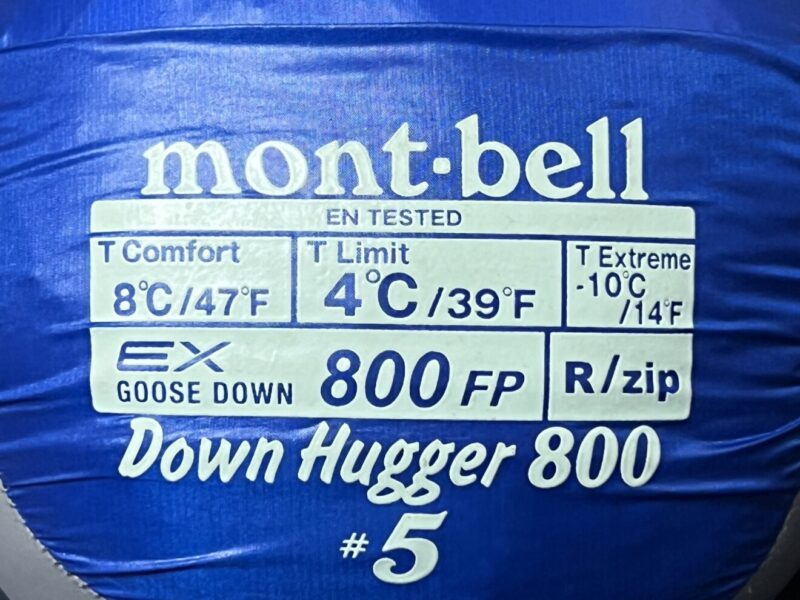 mont-bell
EN TESTED
T Comfort
8℃/47°F
T Limit
4℃/39°F
T Extreme
-10℃
/14°F
EX
GOOSE DOWN
800 FP
R/zip
Down Hugger 800
#5